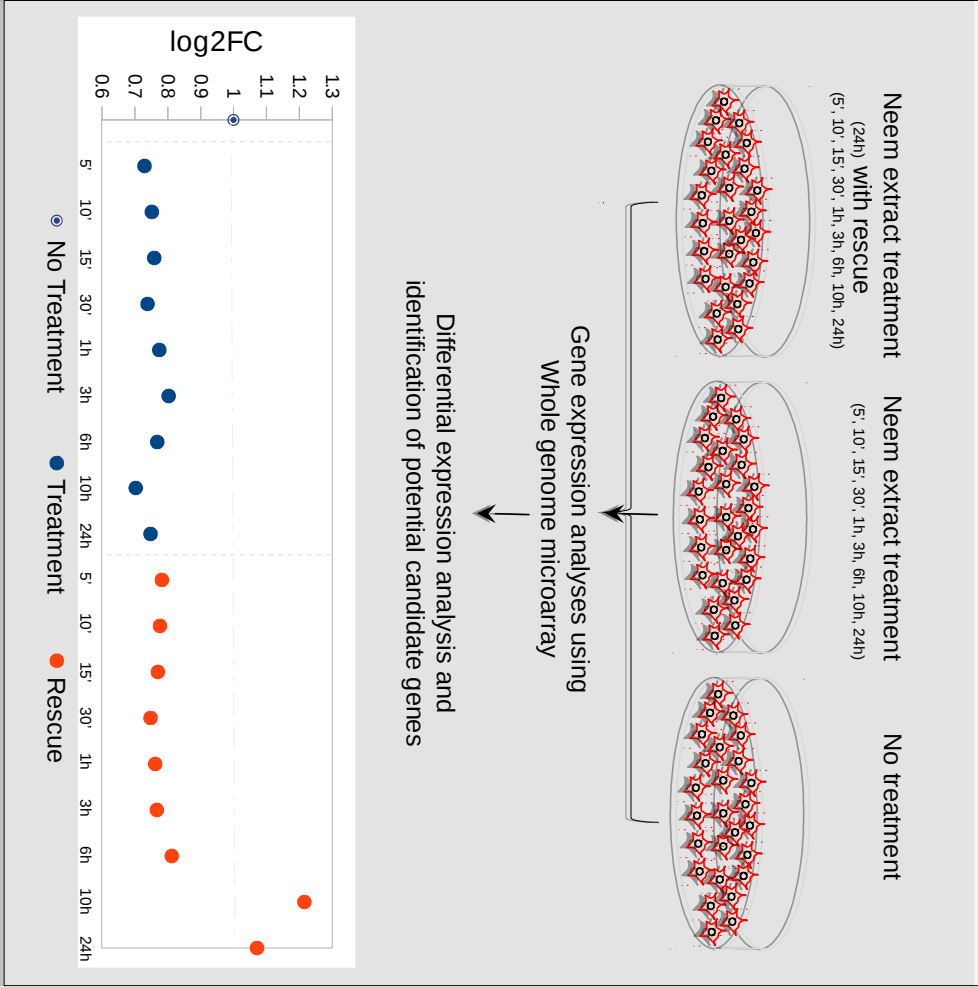 Neem extract treatment
(24h) With rescue
(5', 10', 15', 30', 1h, 3h, 6h, 10h, 24h)
Neem extract treatment
(5', 10', 15', 30', 1h, 3h, 6h, 10h, 24h)
No treatment
Gene expression analyses using
Whole genome microarray
Differential expression analysis and
identification of potential candidate genes
log2FC
1.3
1.2
1.1
1
0.9
0.8
0.7
0.6
5' 10' 15' 30' 1h 3h 6h 10h 24h 5' 10' 15' 30' 1h 3h 6h 10h 24h
No Treatment Treatment Rescue